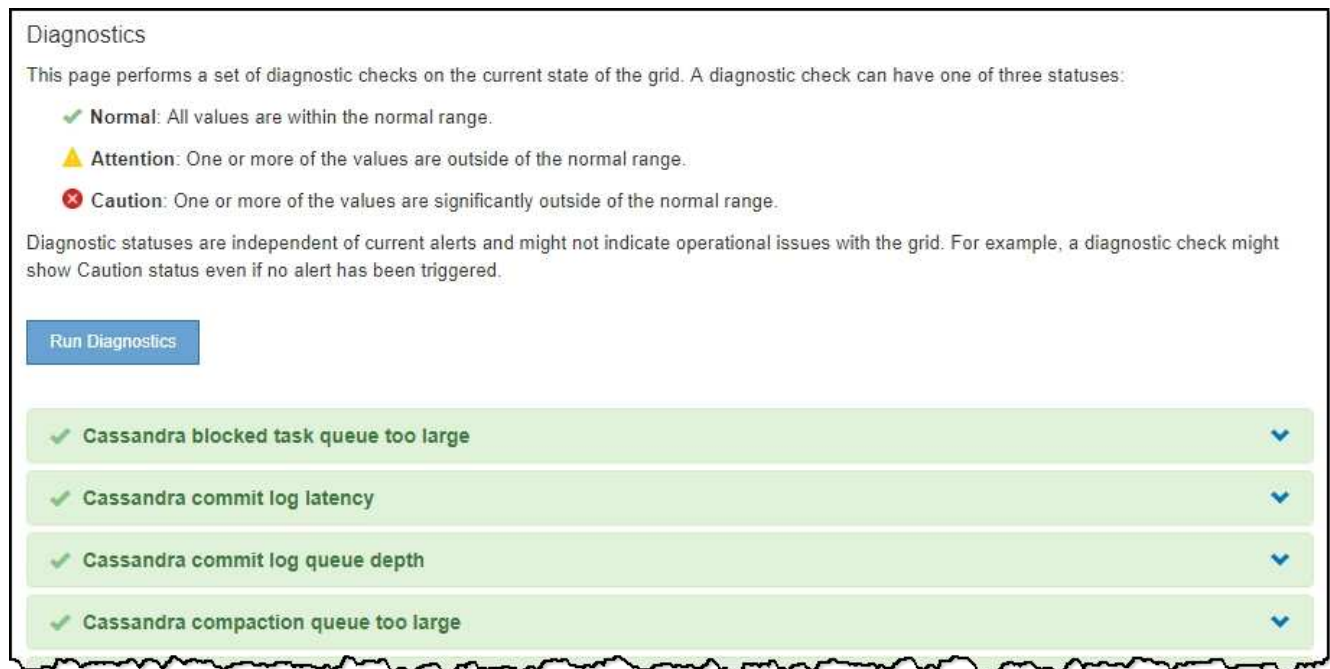 Diagnostics
This page performs a set of diagnostic checks on the current state of the grid. A diagnostic check can have one of three statuses:
Normal: All values are within the normal range.
Attention: One or more of the values are outside of the normal range.
Caution: One or more of the values are significantly outside of the normal range.
Diagnostic statuses are independent of current alerts and might not indicate operational issues with the grid. For example, a diagnostic check might
show Caution status even if no alert has been triggered.
Run Diagnostics
Cassandra blocked task queue too large
Cassandra commit log latency
Cassandra commit log queue depth
Cassandra compaction queue too large